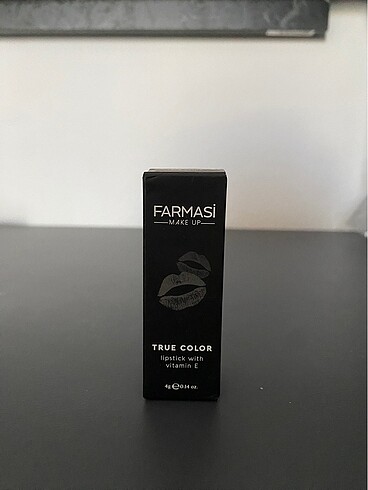 FARMASİ
MAKE UP
TRUE COLOR
lipstick with
vitamin E
4g ℮ 0.14 oz.